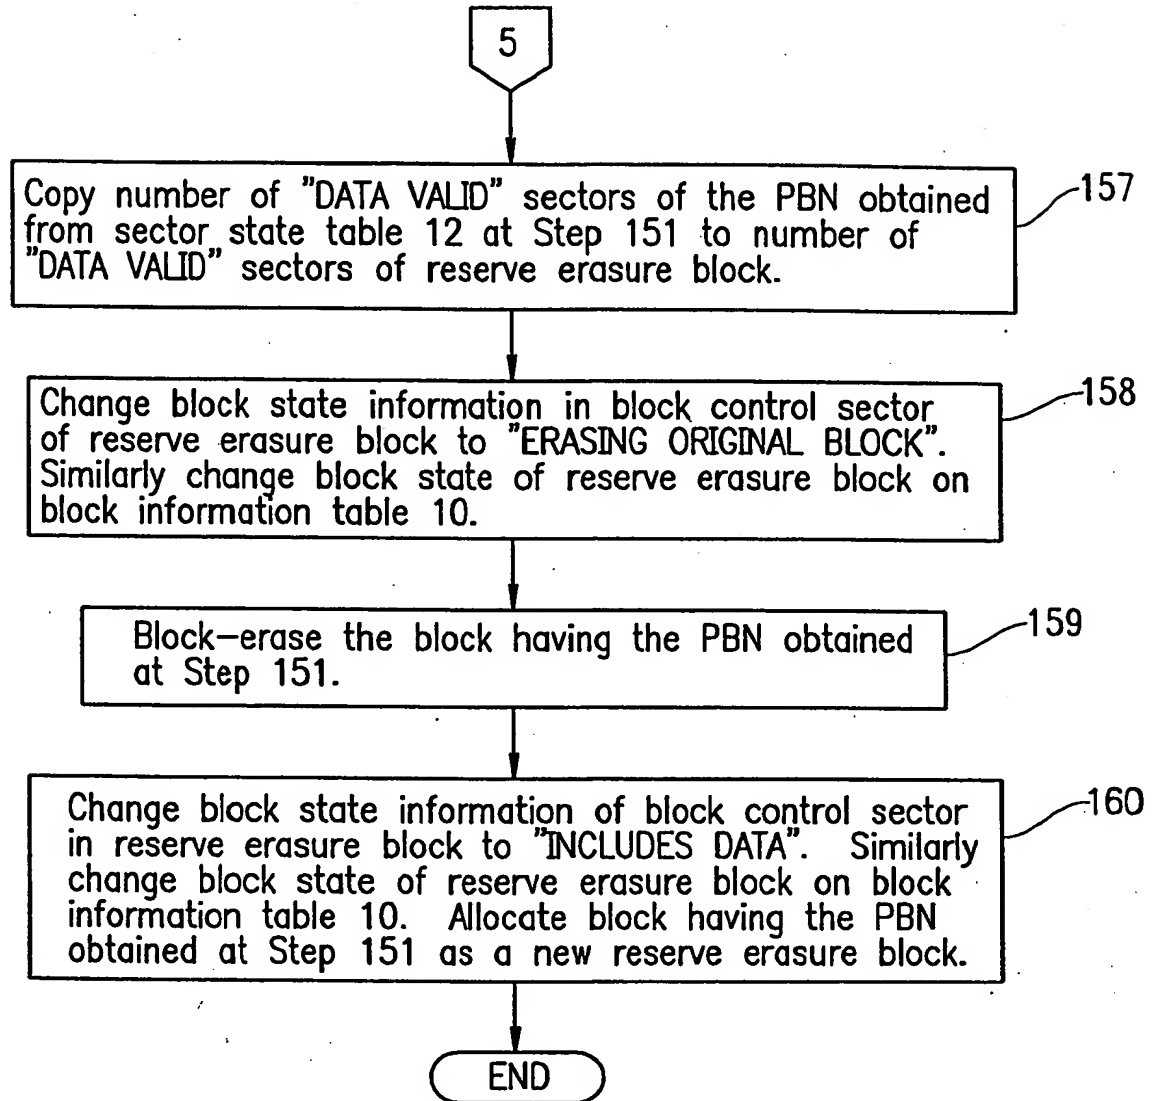 5
Copy number of "DATA VALID" sectors of the PBN obtained
from sector state table 12 at Step 151 to number of
"DATA VALID" sectors of reserve erasure block.
157
Change block state information in block control sector
of reserve erasure block to "ERASING ORIGINAL BLOCK".
Similarly change block state of reserve erasure block on
block information table 10.
158
Block-erase the block having the PBN obtained
at Step 151.
159
Change block state information of block control sector
in reserve erasure block to "INCLUDES DATA". Similarly
change block state of reserve erasure block on block
information table 10. Allocate block having the PBN
obtained at Step 151 as a new reserve erasure block.
160
END